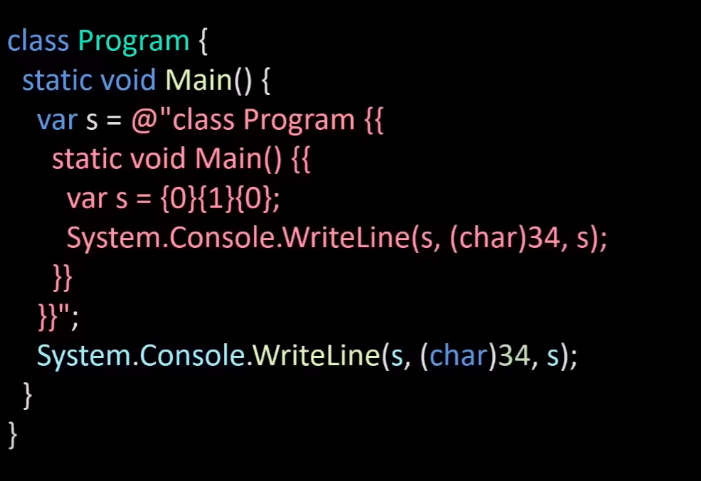 class Program {
static void Main() {
var s = @"class Program {{
static void Main() {{
var s = {0}{1}{0};
System.Console.WriteLine(s, (char)34, s);
}}
}}";
System.Console.WriteLine(s, (char)34, s);
}
}